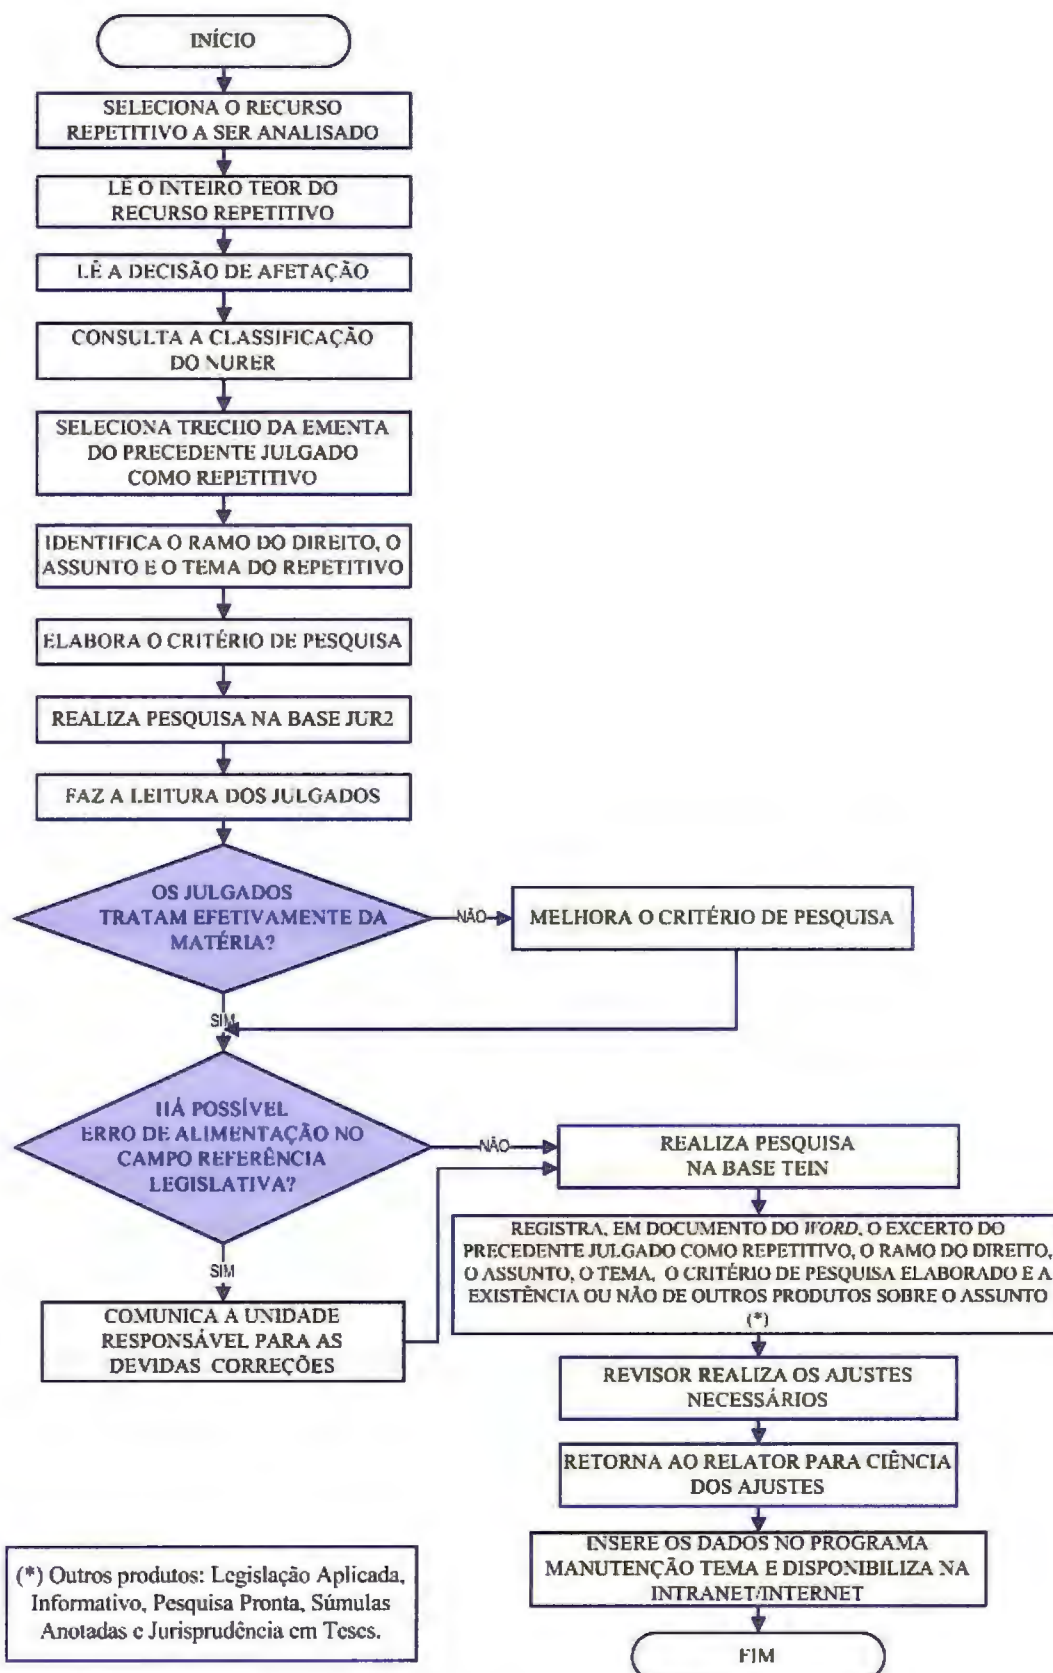 INÍCIO
SELECIONA O RECURSO
REPETITIVO A SER ANALISADO
LÊ O INTEIRO TEOR DO
RECURSO REPETITIVO
LÊ A DECISÃO DE AFETAÇÃO
CONSULTA A CLASSIFICAÇÃO
DO NURER
SELECIONA TRECHO DA EMENTA
DO PRECEDENTE JULGADO
COMO REPETITIVO
IDENTIFICA O RAMO DO DIREITO, O
ASSUNTO E O TEMA DO REPETITIVO
ELABORA O CRITÉRIO DE PESQUISA
REALIZA PESQUISA NA BASE JUR2
FAZ A LEITURA DOS JULGADOS
OS JULGADOS
TRATAM EFETIVAMENTE DA
MATÉRIA?
NÃO
MELHORA O CRITÉRIO DE PESQUISA
SIM
HÁ POSSÍVEL
ERRO DE ALIMENTAÇÃO NO
CAMPO REFERÊNCIA
LEGISLATIVA?
NÃO
REALIZA PESQUISA
NA BASE TEIN
SIM
COMUNICA A UNIDADE
RESPONSÁVEL PARA AS
DEVIDAS CORREÇÕES
REGISTRA, EM DOCUMENTO DO WORD, O EXCERTO DO
PRECEDENTE JULGADO COMO REPETITIVO, O RAMO DO DIREITO,
O ASSUNTO, O TEMA, O CRITÉRIO DE PESQUISA ELABORADO E A
EXISTÊNCIA OU NÃO DE OUTROS PRODUTOS SOBRE O ASSUNTO
(*)
REVISOR REALIZA OS AJUSTES
NECESSÁRIOS
RETORNA AO RELATOR PARA CIÊNCIA
DOS AJUSTES
INSERE OS DADOS NO PROGRAMA
MANUTENÇÃO TEMA E DISPONIBILIZA NA
INTRANET/INTERNET
FIM
(*) Outros produtos: Legislação Aplicada,
Informativo, Pesquisa Pronta, Súmulas
Anotadas e Jurisprudência em Teses.